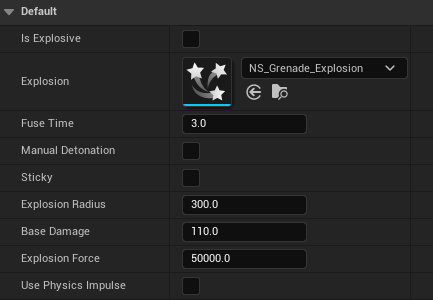 Default
Is Explosive
Explosion
NS_Grenade_Explosion
Fuse Time 3.0
Manual Detonation
Sticky
Explosion Radius 300.0
Base Damage 110.0
Explosion Force 50000.0
Use Physics Impulse